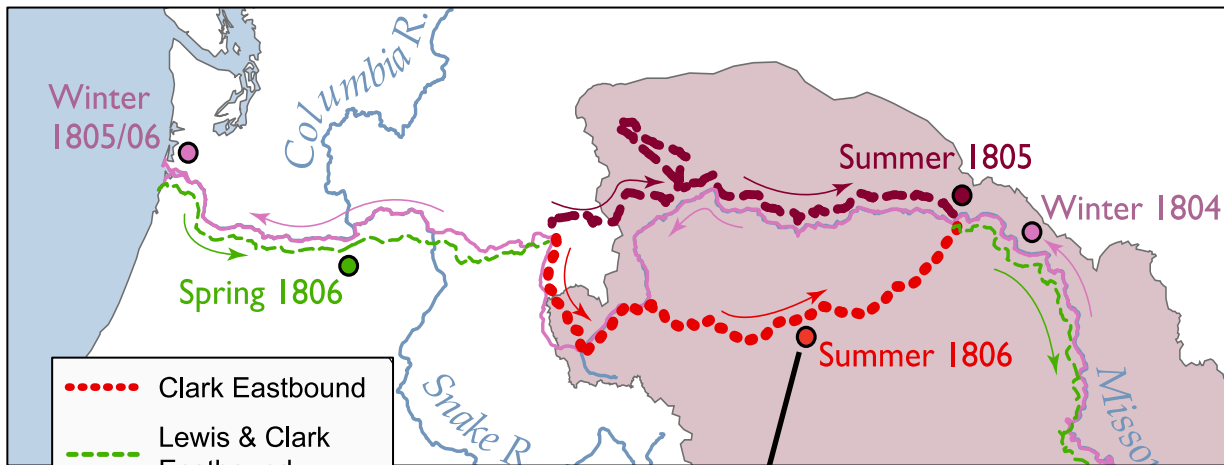 Winter
1805/06
Columbia R.
Summer 1805
Winter 1804
Spring 1806
Summer 1806
Clark Eastbound
Lewis & Clark
Snake R.